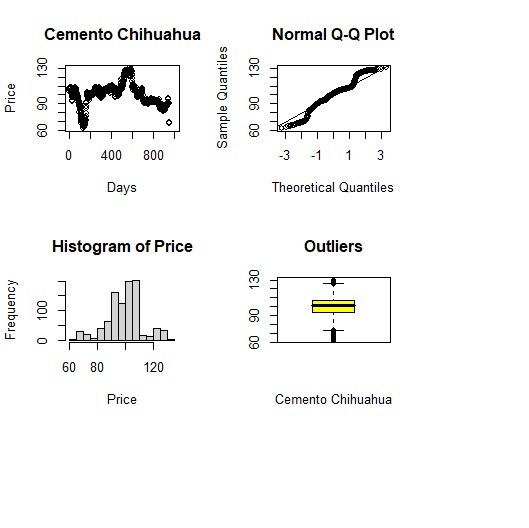 Cemento Chihuahua
Price
60 90 130
0 400 800
Days
Normal Q-Q Plot
Sample Quantiles
60 90 130
-3 -1 1 3
Theoretical Quantiles
Histogram of Price
Frequency
0 100
60 80 120
Price
Outliers
60 90 130
Cemento Chihuahua